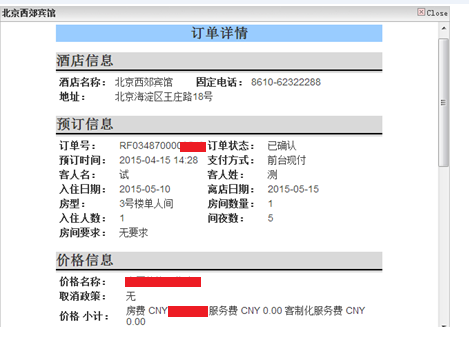 北京西郊宾馆 Close
订单详情
酒店信息
酒店名称： 北京西郊宾馆 固定电话： 8610-62322288
地址： 北京海淀区王庄路18号
预订信息
订单号： RF034870000 订单状态： 已确认
预订时间： 2015-04-15 14:28 支付方式： 前台现付
客人名： 试 客人姓： 测
入住日期： 2015-05-10 离店日期： 2015-05-15
房型： 3号楼单人间 房间数量： 1
入住人数： 1 间夜数： 5
房间要求： 无要求
价格信息
价格名称：
取消政策： 无
价格 小计： 房费 CNY 服务费 CNY 0.00 客制化服务费 CNY
0.00